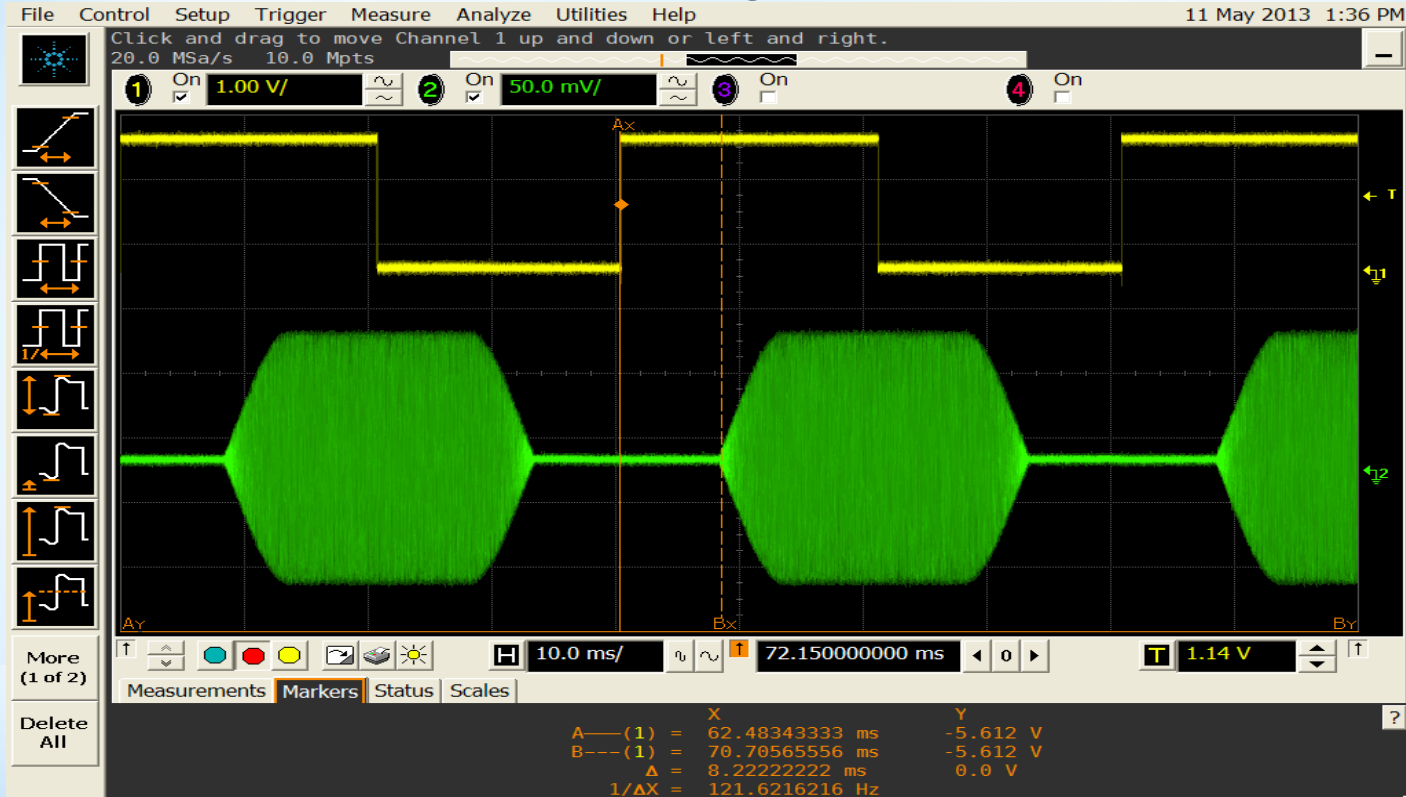 File Control Setup Trigger Measure Analyze Utilities Help 11 May 2013 1:36 PM
Click and drag to move Channel 1 up and down or left and right.
20.0 MSa/s 10.0 Mpts
1 On 1.00 V/ 2 On 50.0 mV/ 3 On 4 On
Ax
T
1
2
1/
Ay Bx By
More
(1 of 2)
Delete
All
H 10.0 ms/ 72.150000000 ms 0 T 1.14 V
Measurements Markers Status Scales
X Y
A——(1) = 62.48343333 ms -5.612 V
B---(1) = 70.70565556 ms -5.612 V
Δ = 8.22222222 ms 0.0 V
1/ΔX = 121.6216216 Hz
?